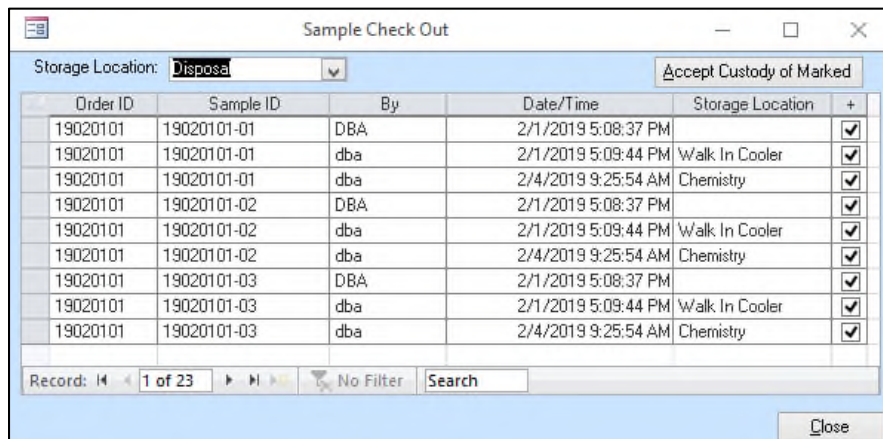 Sample Check Out
Storage Location: Disposal Accept Custody of Marked
Order ID Sample ID By Date/Time Storage Location +
19020101 19020101-01 DBA 2/1/2019 5:08:37 PM
19020101 19020101-01 dba 2/1/2019 5:09:44 PM Walk In Cooler
19020101 19020101-01 dba 2/4/2019 9:25:54 AM Chemistry
19020101 19020101-02 DBA 2/1/2019 5:08:37 PM
19020101 19020101-02 dba 2/1/2019 5:09:44 PM Walk In Cooler
19020101 19020101-02 dba 2/4/2019 9:25:54 AM Chemistry
19020101 19020101-03 DBA 2/1/2019 5:08:37 PM
19020101 19020101-03 dba 2/1/2019 5:09:44 PM Walk In Cooler
19020101 19020101-03 dba 2/4/2019 9:25:54 AM Chemistry
Record: 1 of 23 No Filter Search
Close